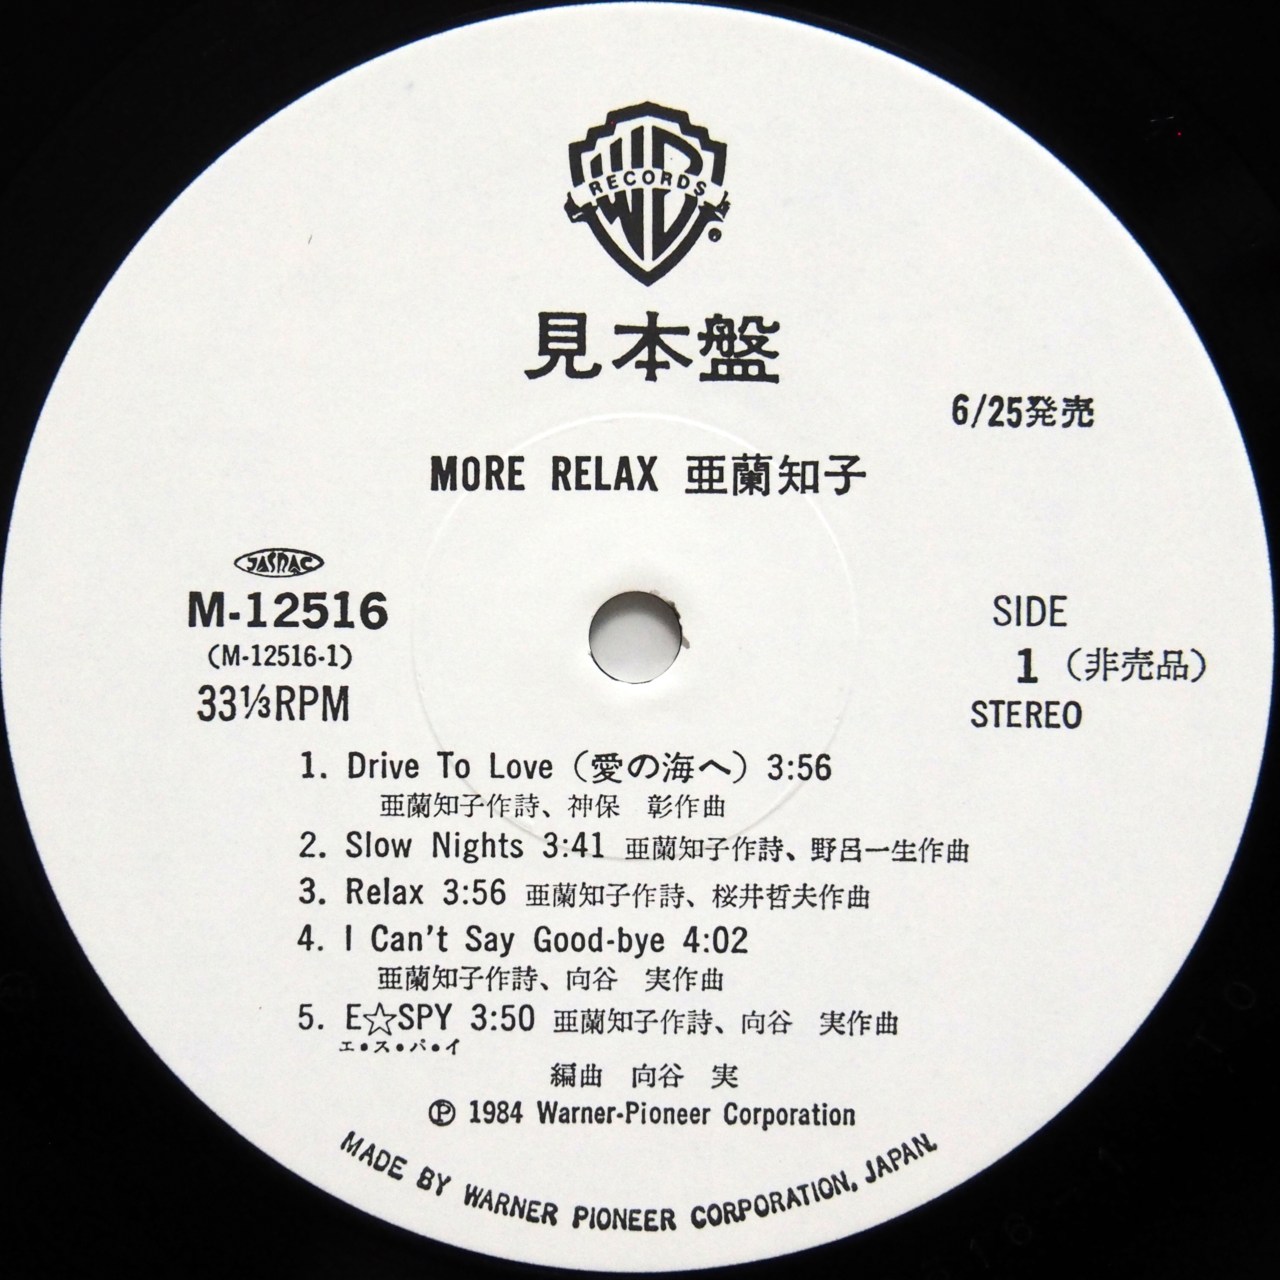 WB RECORDS
見本盤
6/25発売
MORE RELAX 亜蘭知子
JASRAC
M-12516
(M-12516-1)
33⅓RPM
SIDE
1 (非売品)
STEREO
1. Drive To Love (愛の海へ) 3:56
亜蘭知子作詩、神保 彰作曲
2. Slow Nights 3:41 亜蘭知子作詩、野呂一生作曲
3. Relax 3:56 亜蘭知子作詩、桜井哲夫作曲
4. I Can't Say Good-bye 4:02
亜蘭知子作詩、向谷 実作曲
5. E☆SPY 3:50 亜蘭知子作詩、向谷 実作曲
エ・ス・パ・イ
編曲 向谷 実
Ⓟ 1984 Warner-Pioneer Corporation
MADE BY WARNER PIONEER CORPORATION, JAPAN.